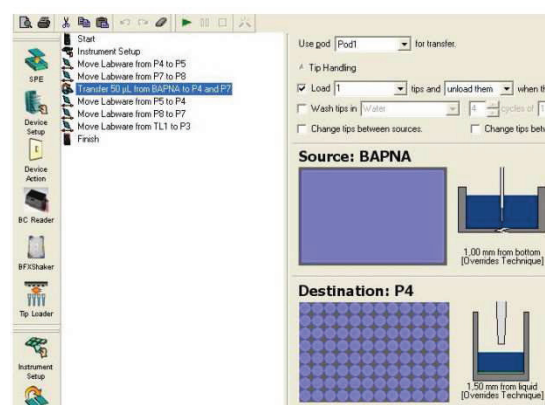 SPE
Device
Setup
Device
Action
BC Reader
BFXShaker
Tip Loader
Instrument
Setup
Start
Instrument Setup
Move Labware from P4 to P5
Move Labware from P7 to P8
Transfer 50 µL from BAPNA to P4 and P7
Move Labware from P5 to P4
Move Labware from P8 to P7
Move Labware from TL1 to P3
Finish
Use pod Pod1 for transfer.
Tip Handling
Load 1 tips and unload them when th
Wash tips in Water 4 cycles of 1
Change tips between sources. Change tips betw
Source: BAPNA
1.00 mm from bottom
[Overrides Technique]
Destination: P4
1.50 mm from liquid
[Overrides Technique]